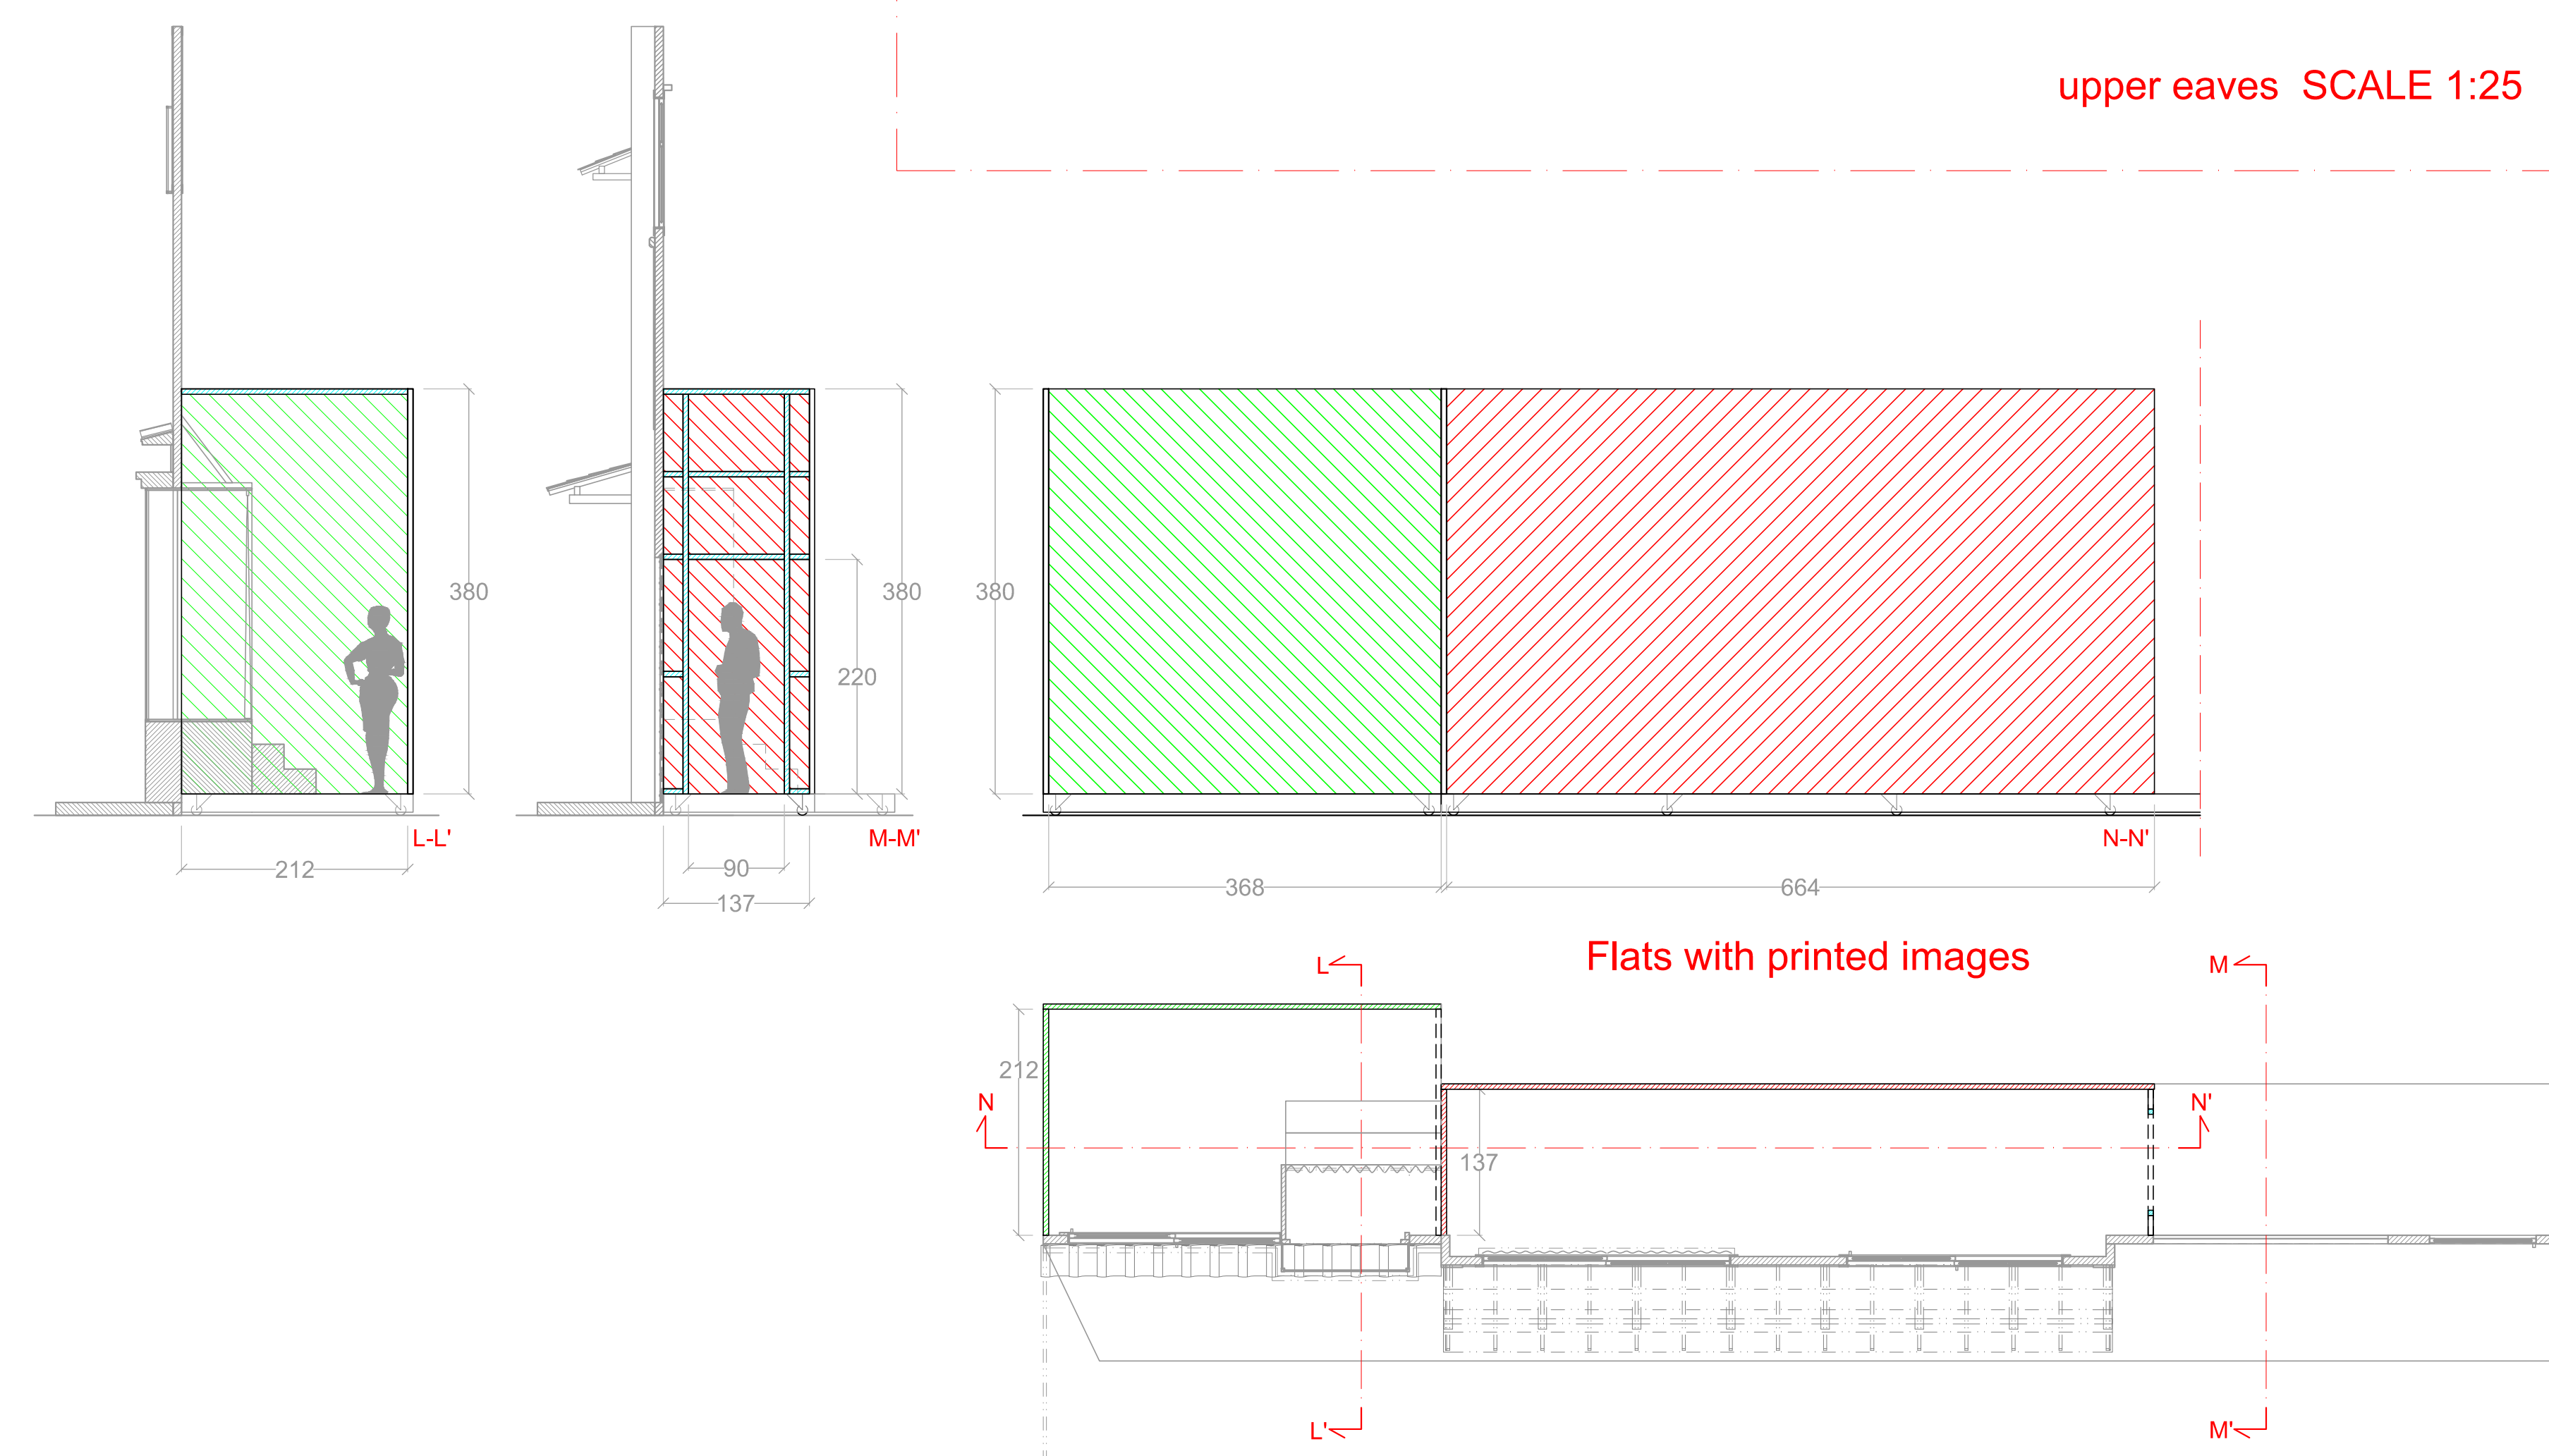 upper eaves SCALE 1:25
380
380
380
220
L-L'
M-M'
N-N'
212
90
137
368
664
Flats with printed images
L
M
212
N
N'
137
L'
M'